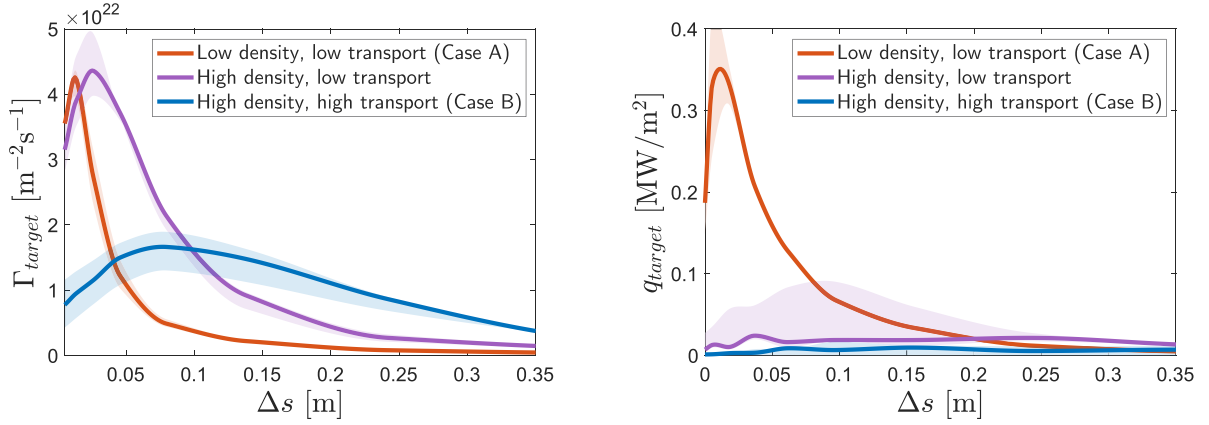 ×10²²
5
4
3
2
1
0
Γ_target [m⁻²s⁻¹]
Low density, low transport (Case A)
High density, low transport
High density, high transport (Case B)
0.05 0.1 0.15 0.2 0.25 0.3 0.35
Δs [m]
0.4
0.3
0.2
0.1
0
q_target [MW/m²]
Low density, low transport (Case A)
High density, low transport
High density, high transport (Case B)
0 0.05 0.1 0.15 0.2 0.25 0.3 0.35
Δs [m]